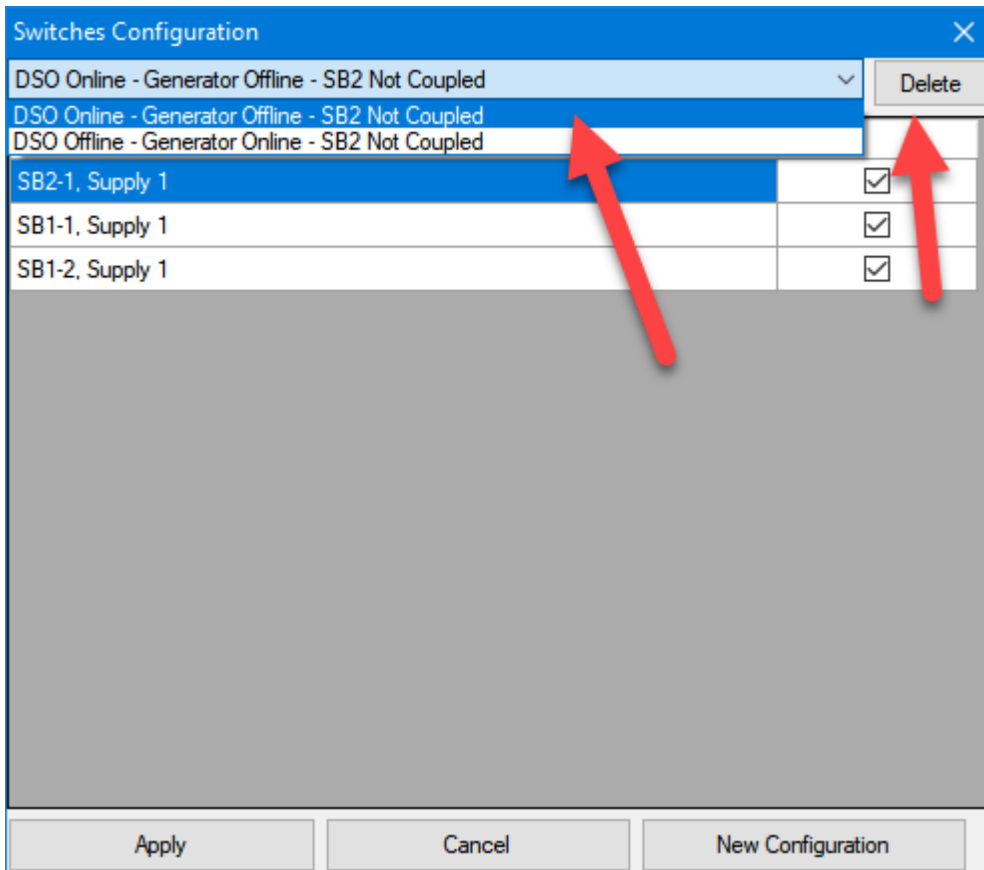 Switches Configuration
DSO Online - Generator Offline - SB2 Not Coupled
Delete
DSO Online - Generator Offline - SB2 Not Coupled
DSO Offline - Generator Online - SB2 Not Coupled
SB2-1, Supply 1
SB1-1, Supply 1
SB1-2, Supply 1
Apply
Cancel
New Configuration